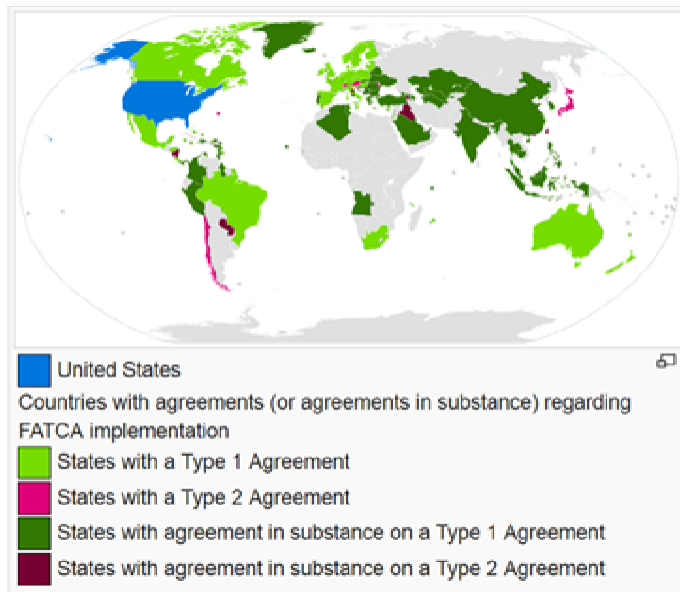 United States
Countries with agreements (or agreements in substance) regarding
FATCA implementation
States with a Type 1 Agreement
States with a Type 2 Agreement
States with agreement in substance on a Type 1 Agreement
States with agreement in substance on a Type 2 Agreement